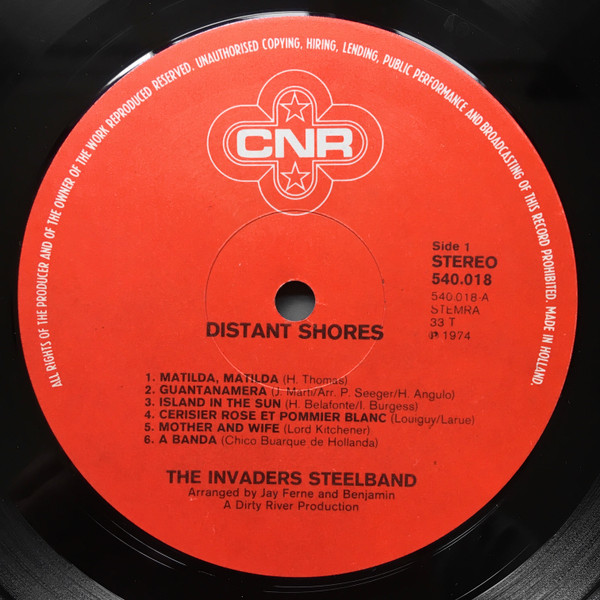 ALL RIGHTS OF THE PRODUCER AND OF THE OWNER OF THE WORK REPRODUCED RESERVED. UNAUTHORISED COPYING, HIRING, LENDING, PUBLIC PERFORMANCE AND BROADCASTING OF THIS RECORD PROHIBITED. MADE IN HOLLAND.
CNR
Side 1
STEREO
540.018
540.018-A
STEMRA
33 T
℗ 1974
DISTANT SHORES
1. MATILDA, MATILDA (H. Thomas)
2. GUANTANAMERA (J. Marti/Arr. P. Seeger/H. Angulo)
3. ISLAND IN THE SUN (H. Belafonte/I. Burgess)
4. CERISIER ROSE ET POMMIER BLANC (Louiguy/Larue)
5. MOTHER AND WIFE (Lord Kitchener)
6. A BANDA (Chico Buarque de Hollanda)
THE INVADERS STEELBAND
Arranged by Jay Ferne and Benjamin
A Dirty River Production